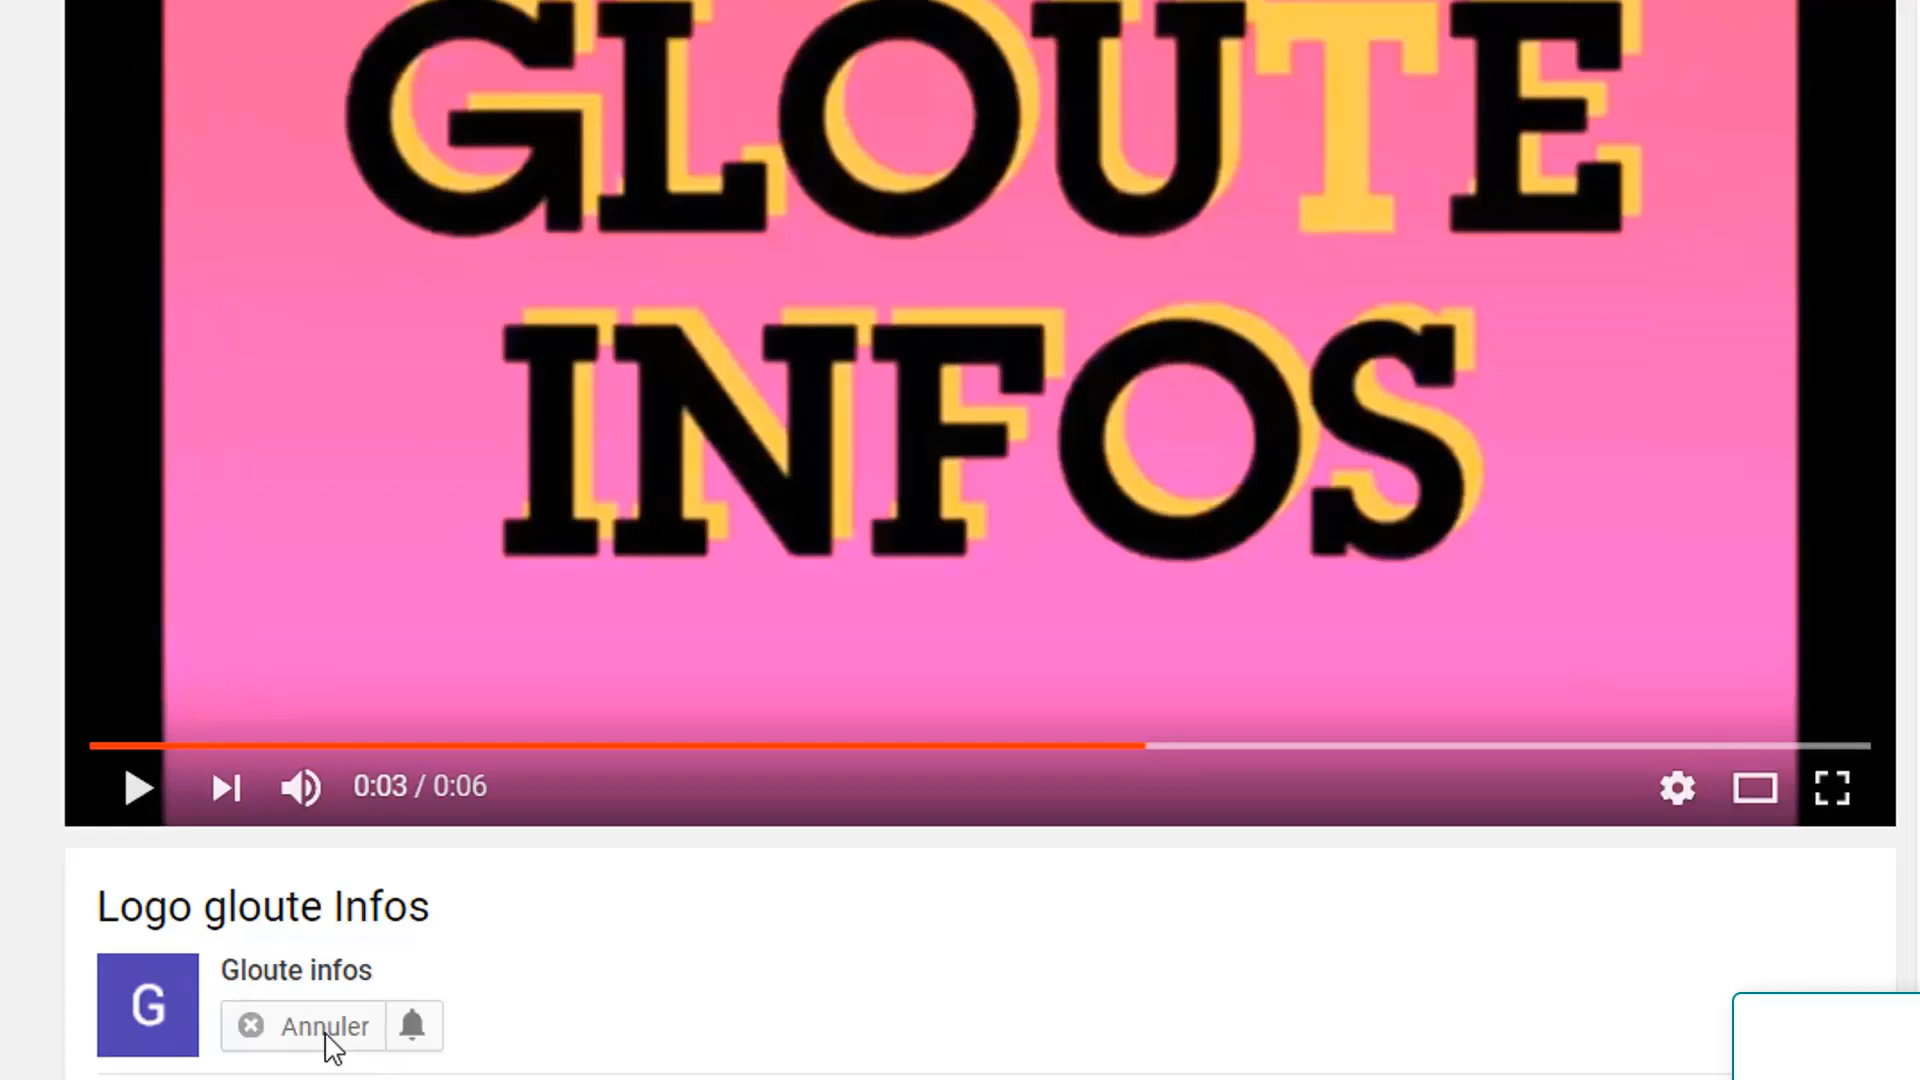 GLOUTE
INFOS
0:03 / 0:06
Logo gloute Infos
G
Gloute infos
Annuler